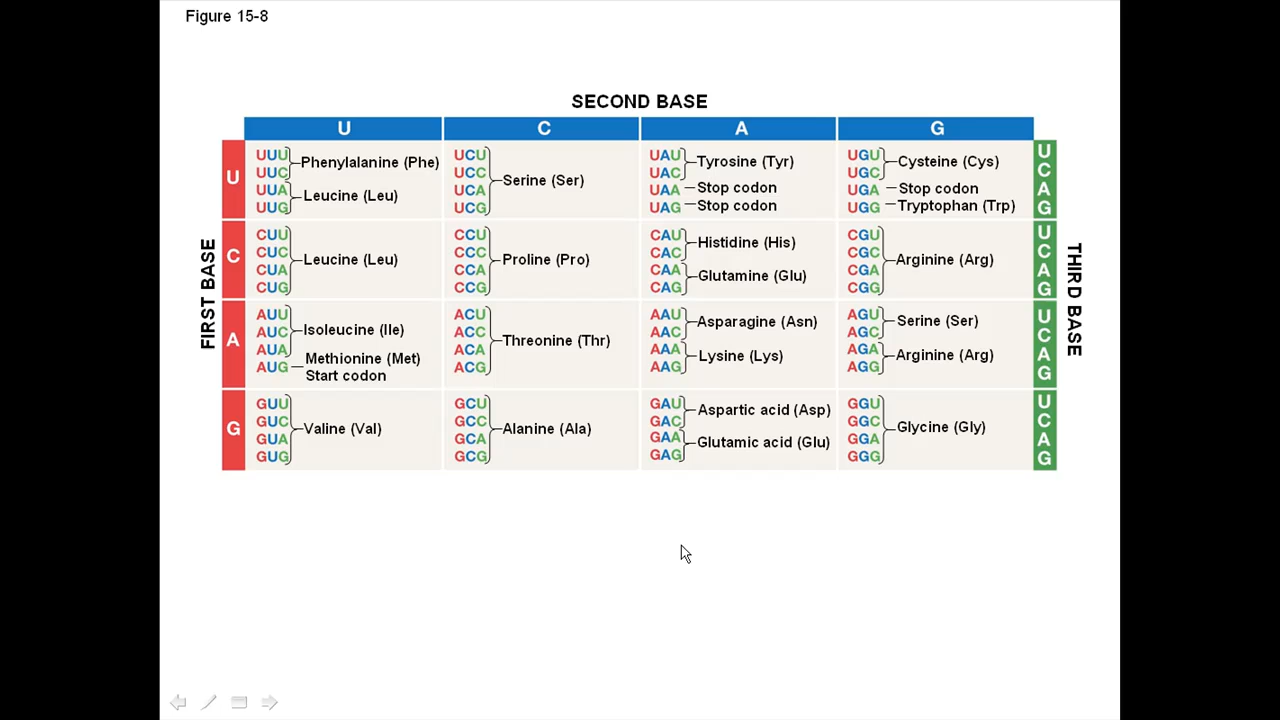 Figure 15-8
SECOND BASE
U C A G
FIRST BASE
THIRD BASE
U
UUU
UUC
Phenylalanine (Phe)
UUA
UUG
Leucine (Leu)
UCU
UCC
UCA
UCG
Serine (Ser)
UAU
UAC
Tyrosine (Tyr)
UAA Stop codon
UAG Stop codon
UGU
UGC
Cysteine (Cys)
UGA Stop codon
UGG Tryptophan (Trp)
U
C
A
G
C
CUU
CUC
CUA
CUG
Leucine (Leu)
CCU
CCC
CCA
CCG
Proline (Pro)
CAU
CAC
Histidine (His)
CAA
CAG
Glutamine (Glu)
CGU
CGC
CGA
CGG
Arginine (Arg)
U
C
A
G
A
AUU
AUC
AUA
Isoleucine (Ile)
AUG Methionine (Met)
Start codon
ACU
ACC
ACA
ACG
Threonine (Thr)
AAU
AAC
Asparagine (Asn)
AAA
AAG
Lysine (Lys)
AGU
AGC
Serine (Ser)
AGA
AGG
Arginine (Arg)
U
C
A
G
G
GUU
GUC
GUA
GUG
Valine (Val)
GCU
GCC
GCA
GCG
Alanine (Ala)
GAU
GAC
Aspartic acid (Asp)
GAA
GAG
Glutamic acid (Glu)
GGU
GGC
GGA
GGG
Glycine (Gly)
U
C
A
G